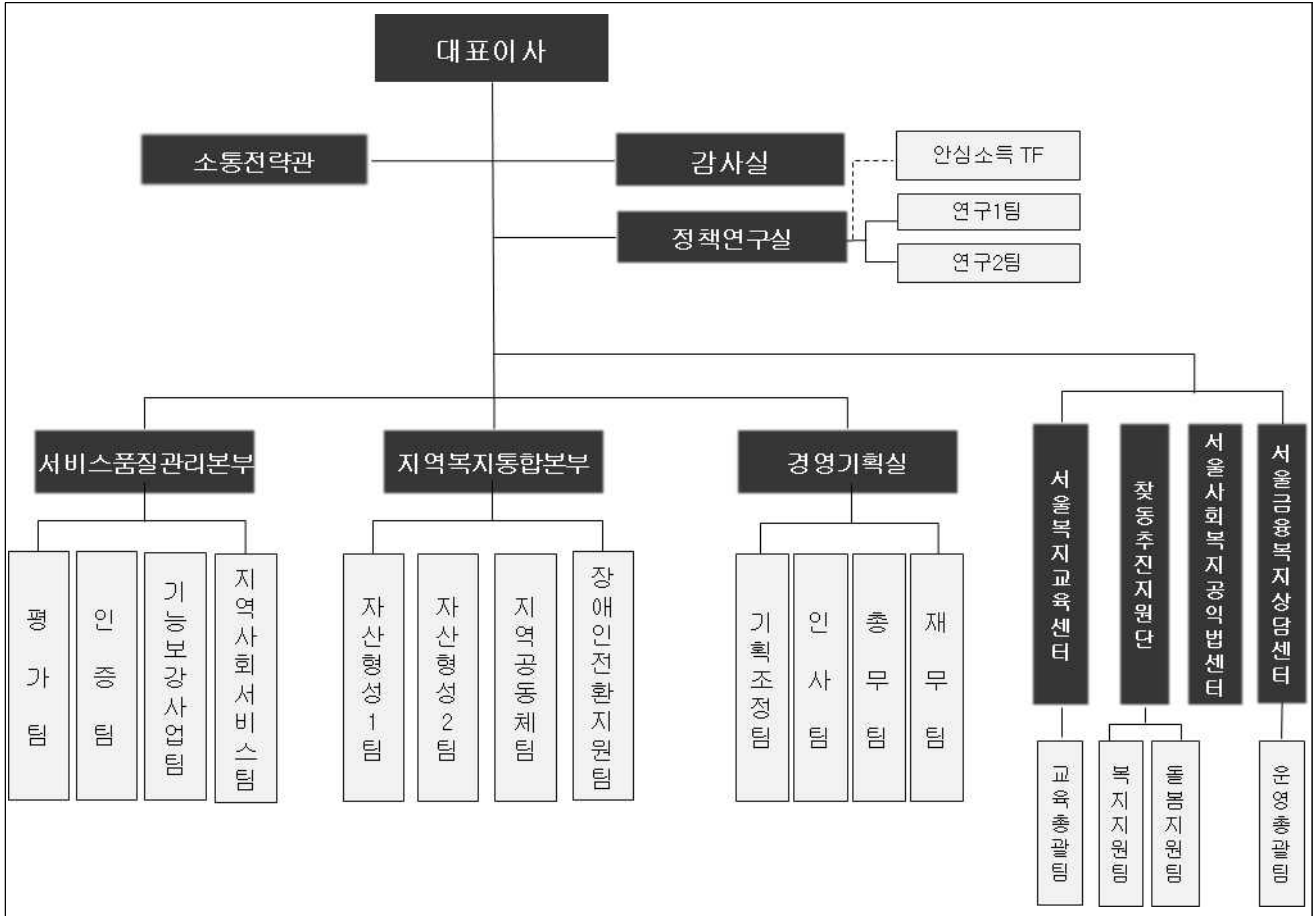 대표이사
소통전략관
감사실
안심소득 TF
정책연구실
연구1팀
연구2팀
서비스품질관리본부
지역복지통합본부
경영기획실
서울복지교육센터
찾동추진지원단
서울사회복지공익법센터
서울금융복지상담센터
평가팀
인증팀
기능보강사업팀
지역사회서비스팀
자산형성1팀
자산형성2팀
지역공동체팀
장애인전환지원팀
기획조정팀
인사팀
총무팀
재무팀
교육총괄팀
복지지원팀
돌봄지원팀
운영총괄팀